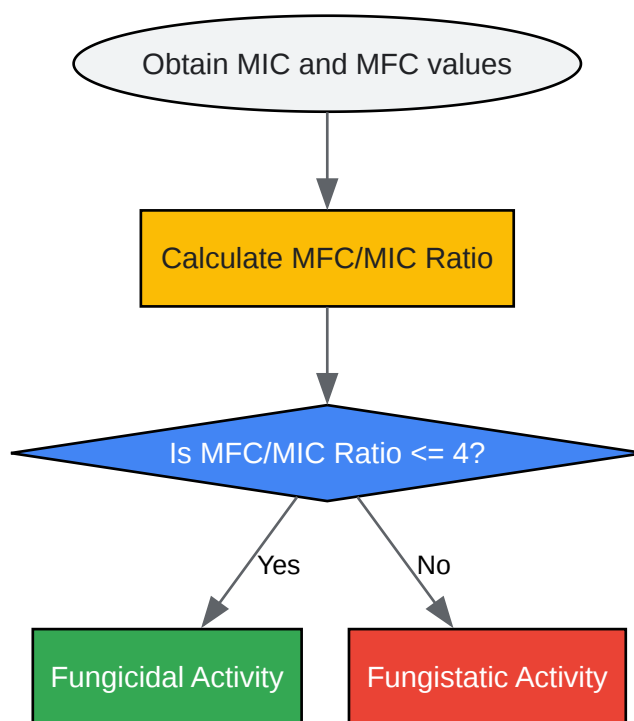 Obtain MIC and MFC values
Calculate MFC/MIC Ratio
Is MFC/MIC Ratio <= 4?
Yes
No
Fungicidal Activity
Fungistatic Activity